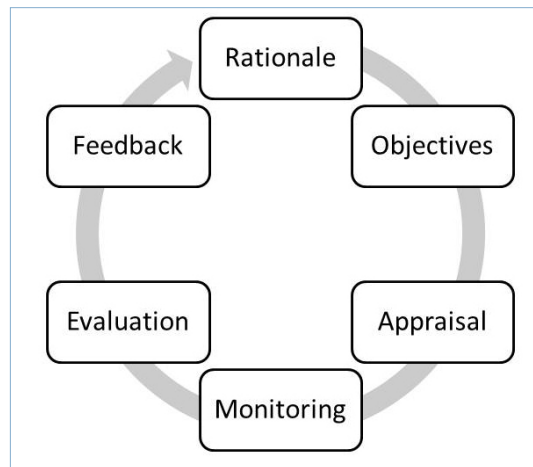 Rationale
Objectives
Appraisal
Monitoring
Evaluation
Feedback